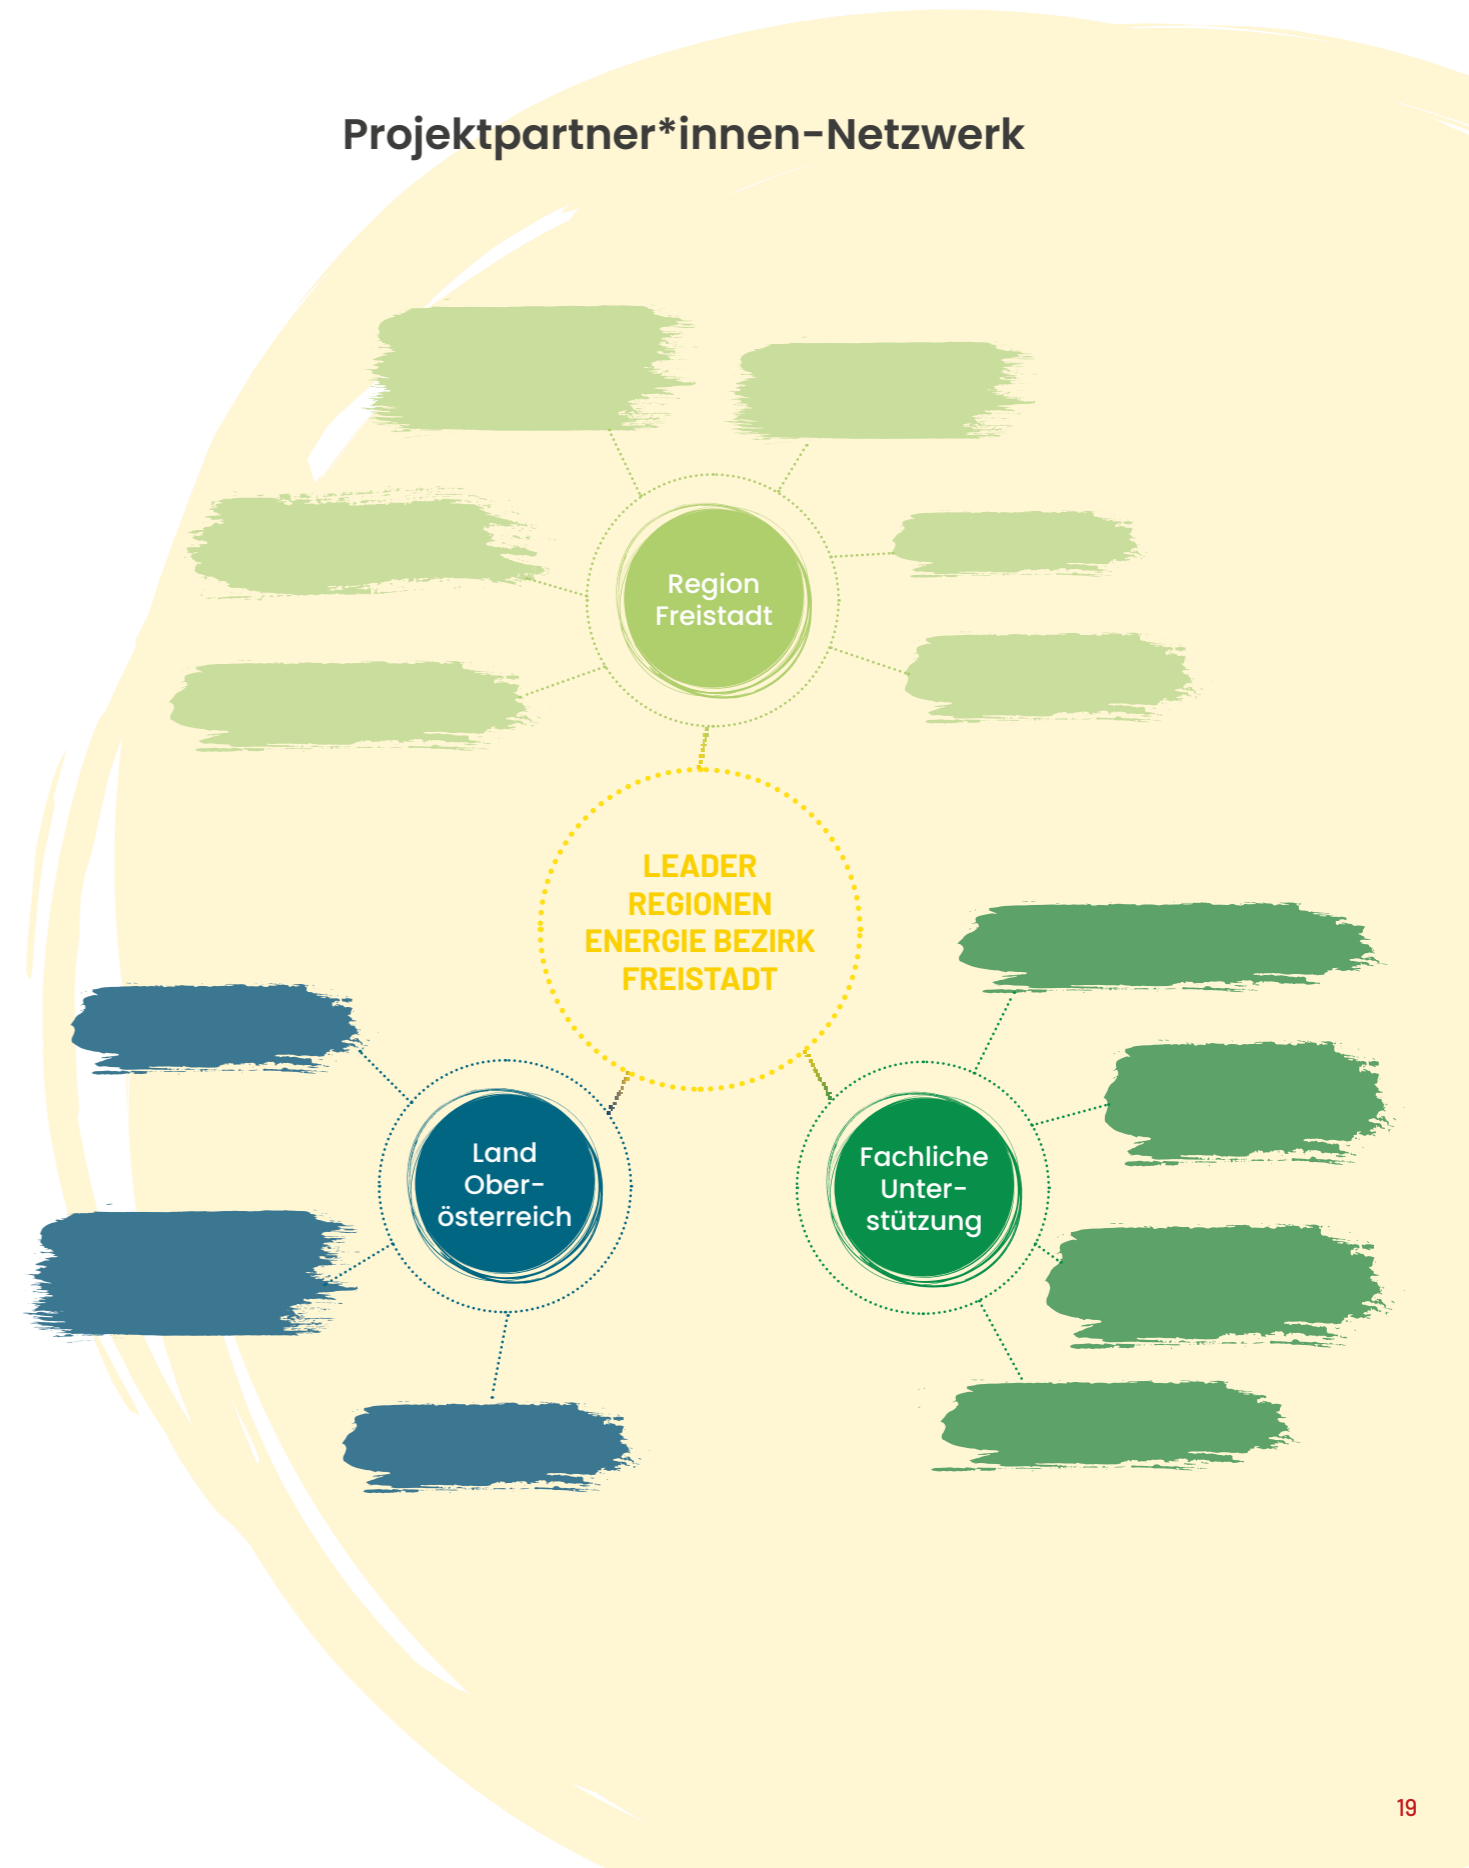 Projektpartner*innen-Netzwerk
Region
Freistadt
LEADER
REGIONEN
ENERGIE BEZIRK
FREISTADT
Land
Ober-
österreich
Fachliche
Unter-
stützung
19